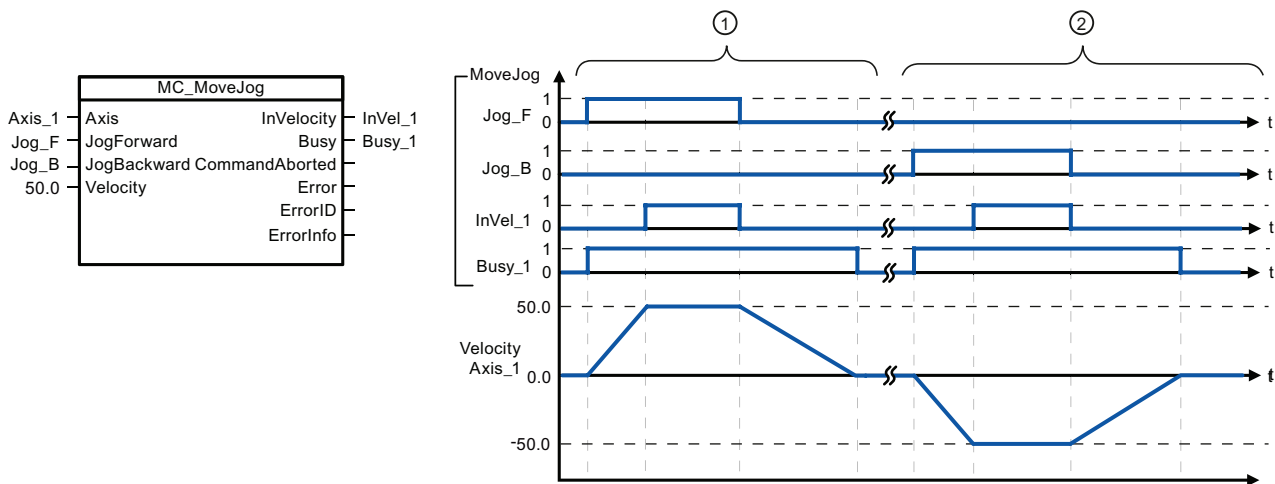 MC_MoveJog
Axis_1 Axis InVelocity InVel_1
Jog_F JogForward Busy Busy_1
Jog_B JogBackward CommandAborted
50.0 Velocity Error
ErrorID
ErrorInfo
1 2
MoveJog
1
Jog_F
0 t
1
Jog_B
0 t
1
InVel_1
0 t
1
Busy_1
0 t
50.0
Velocity
Axis_1
0.0 t
-50.0